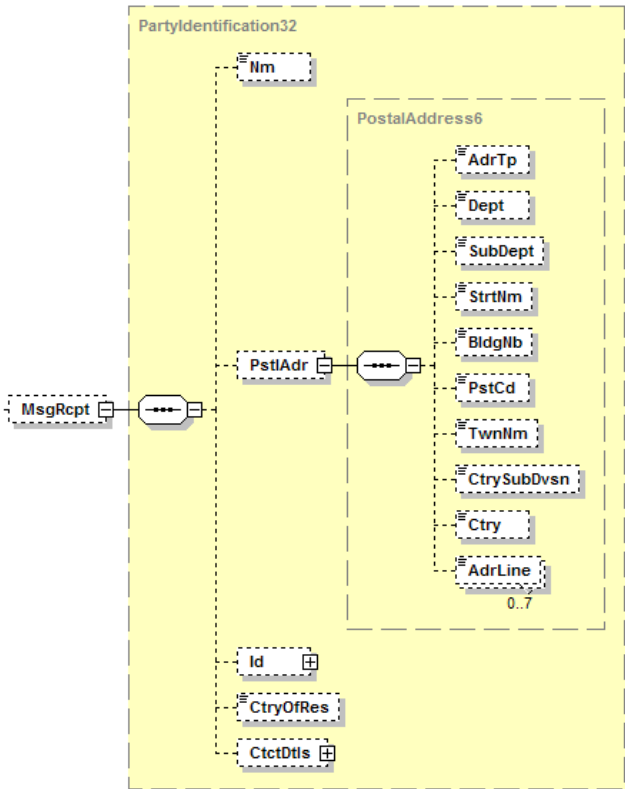 PartyIdentification32
Nm
PostalAddress6
AdrTp
Dept
SubDept
StrtNm
BldgNb
PstlAdr
PstCd
MsgRcpt
TwnNm
CtrySubDvsn
Ctry
AdrLine
0..7
Id
CtryOfRes
CtctDtls